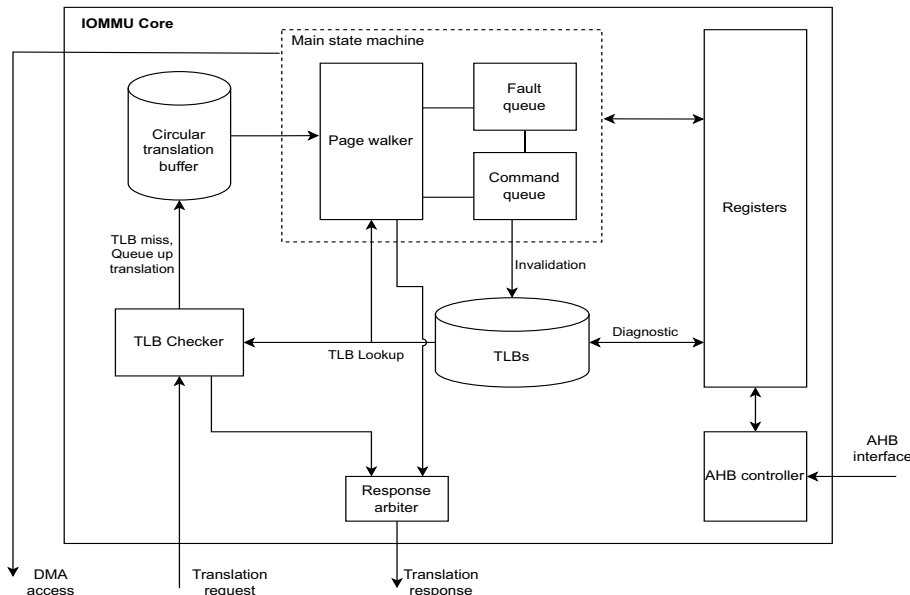 IOMMU Core
Main state machine
Fault
queue
Circular
translation
buffer
Page walker
Command
queue
Registers
TLB miss,
Queue up
translation
Invalidation
TLB Checker
TLB Lookup
TLBs
Diagnostic
AHB
interface
AHB controller
Response
arbiter
DMA
access
Translation
request
Translation
response